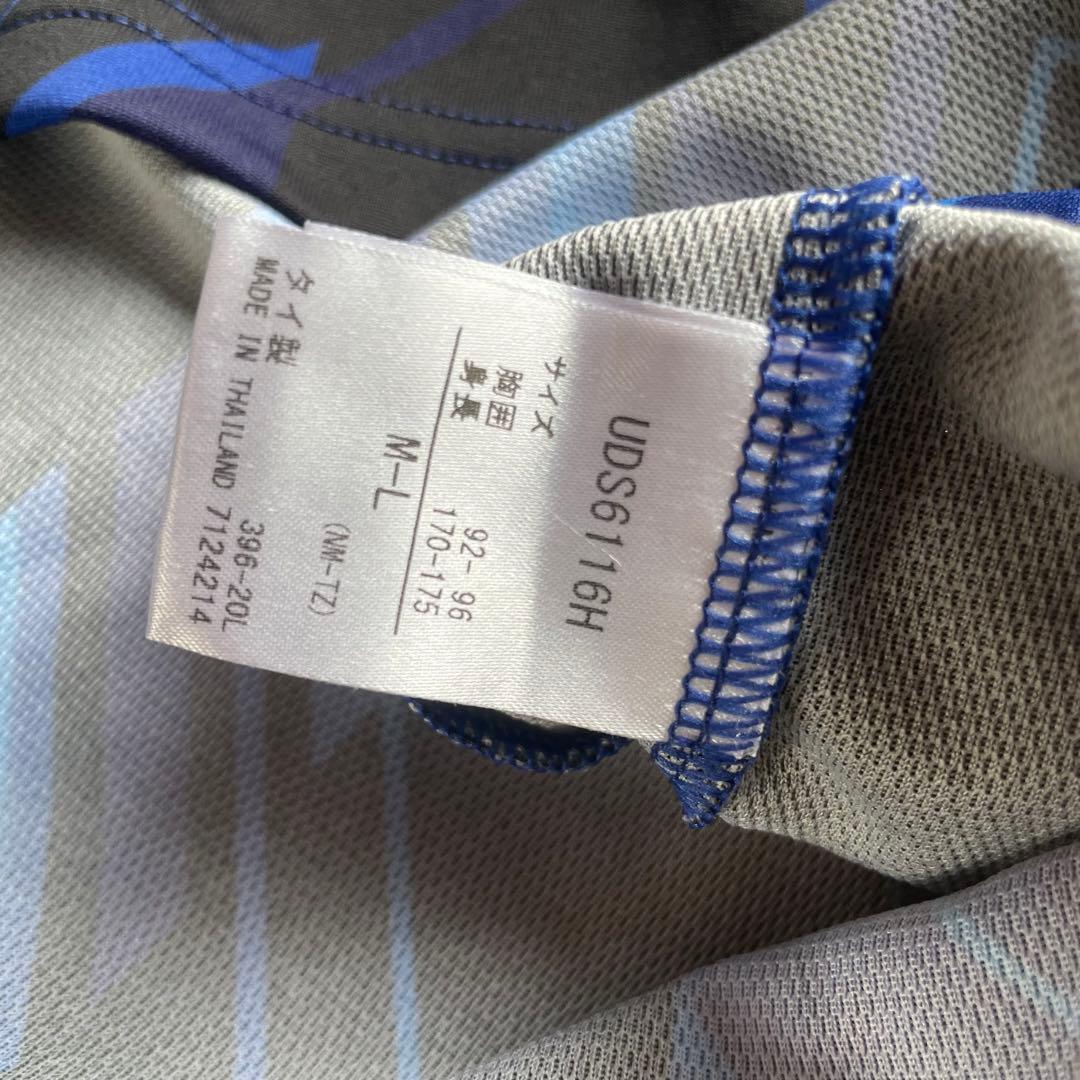 UDS6116H
サイズ
胸囲 92- 96
身長 170-175
M-L
(NM-TZ)
タイ製 396-20L
MADE IN THAILAND 7124214